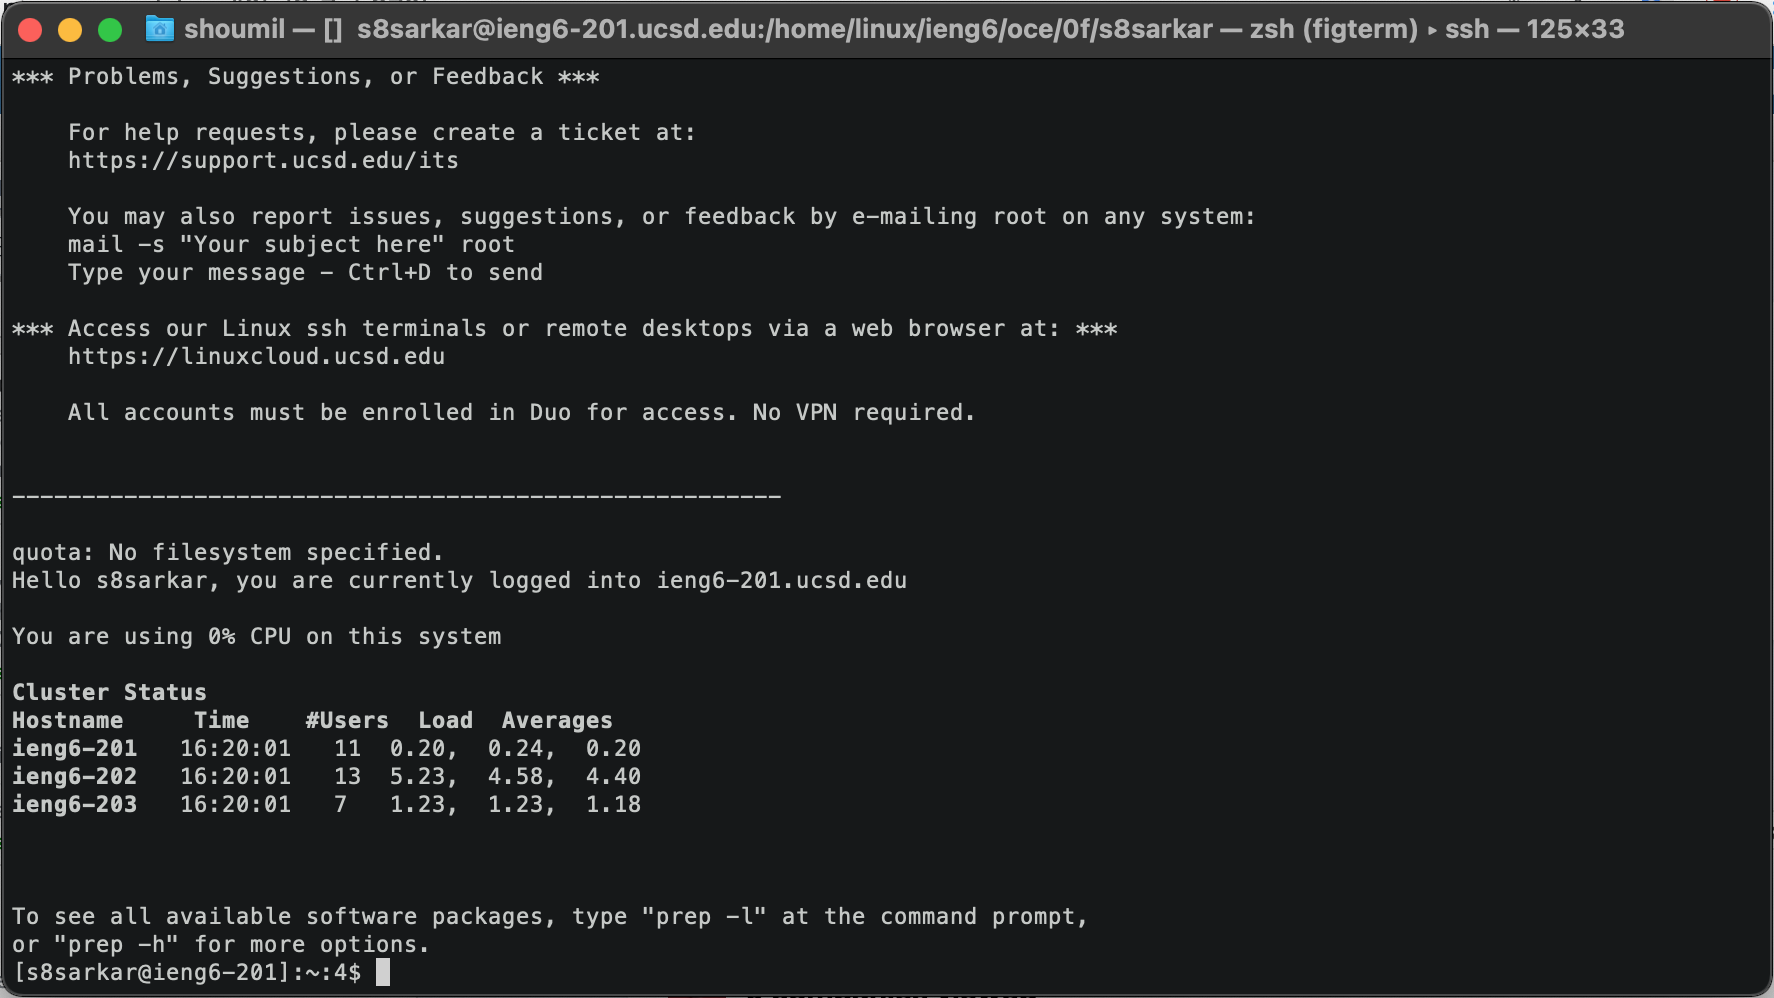 shoumil — [] s8sarkar@ieng6-201.ucsd.edu:/home/linux/ieng6/oce/0f/s8sarkar — zsh (figterm) ▸ ssh — 125×33
*** Problems, Suggestions, or Feedback ***
For help requests, please create a ticket at:
https://support.ucsd.edu/its
You may also report issues, suggestions, or feedback by e-mailing root on any system:
mail -s "Your subject here" root
Type your message - Ctrl+D to send
*** Access our Linux ssh terminals or remote desktops via a web browser at: ***
https://linuxcloud.ucsd.edu
All accounts must be enrolled in Duo for access. No VPN required.
-------------------------------------------------------
quota: No filesystem specified.
Hello s8sarkar, you are currently logged into ieng6-201.ucsd.edu
You are using 0% CPU on this system
Cluster Status
Hostname     Time    #Users  Load  Averages
ieng6-201   16:20:01   11  0.20,  0.24,  0.20
ieng6-202   16:20:01   13  5.23,  4.58,  4.40
ieng6-203   16:20:01   7   1.23,  1.23,  1.18
To see all available software packages, type "prep -l" at the command prompt,
or "prep -h" for more options.
[s8sarkar@ieng6-201]:~:4$